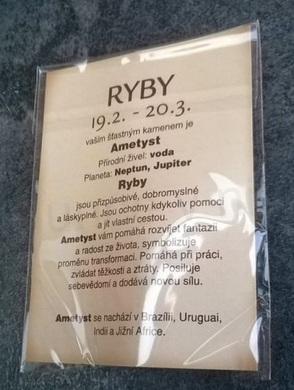 RYBY
19.2. - 20.3.
vaším šťastným kamenem je
Ametyst
Přírodní živel: voda
Planeta: Neptun, Jupiter
Ryby
jsou přizpůsobivé, dobromyslné
a láskyplné. Jsou ochotny kdykoliv pomoci
a jít vlastní cestou.
Ametyst vám pomáhá rozvíjet fantazii
a radost ze života, symbolizuje
proměnu transformaci. Pomáhá při práci,
zvládat těžkosti a ztráty. Posiluje
sebevědomí a dodává novou sílu.
Ametyst se nachází v Brazílii, Uruguai,
Indii a Jižní Africe.